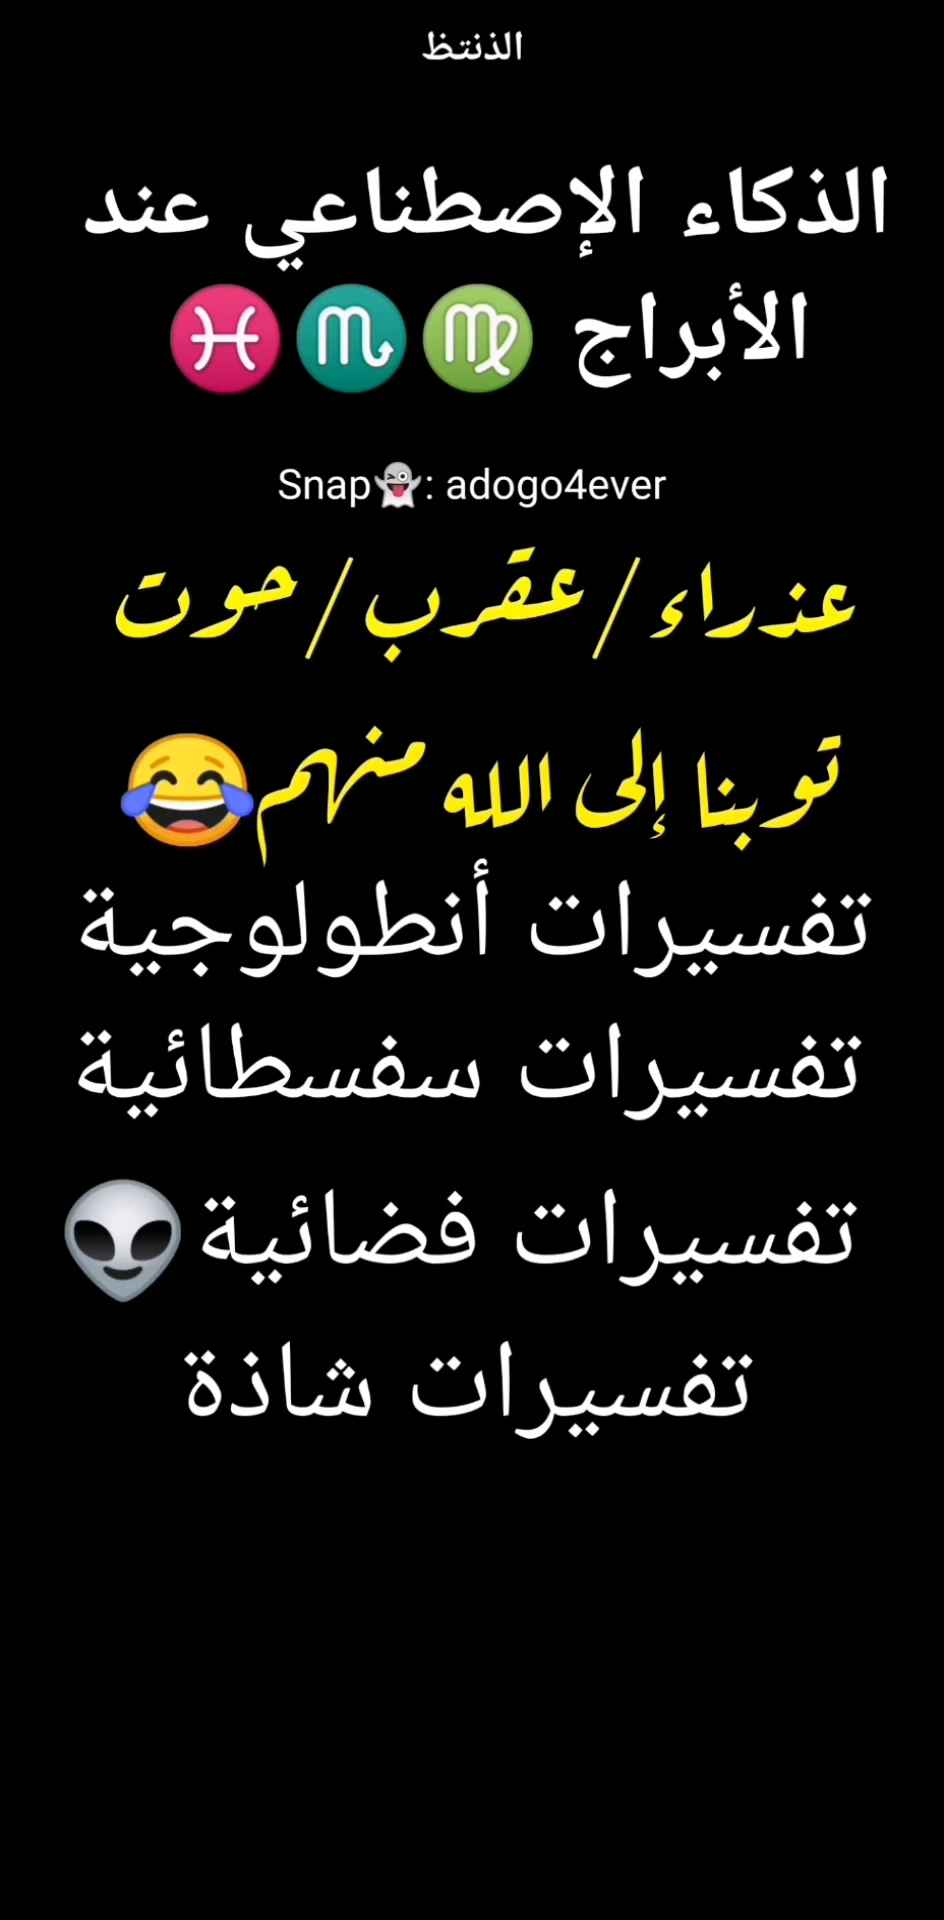 الذنتظ
الذكاء الإصطناعي عند
الأبراج ♍♏♓
Snap👻: adogo4ever
عذراء/عقرب/حوت
توبنا إلى الله منهم😂
تفسيرات أنطولوجية
تفسيرات سفسطائية
تفسيرات فضائية👽
تفسيرات شاذة